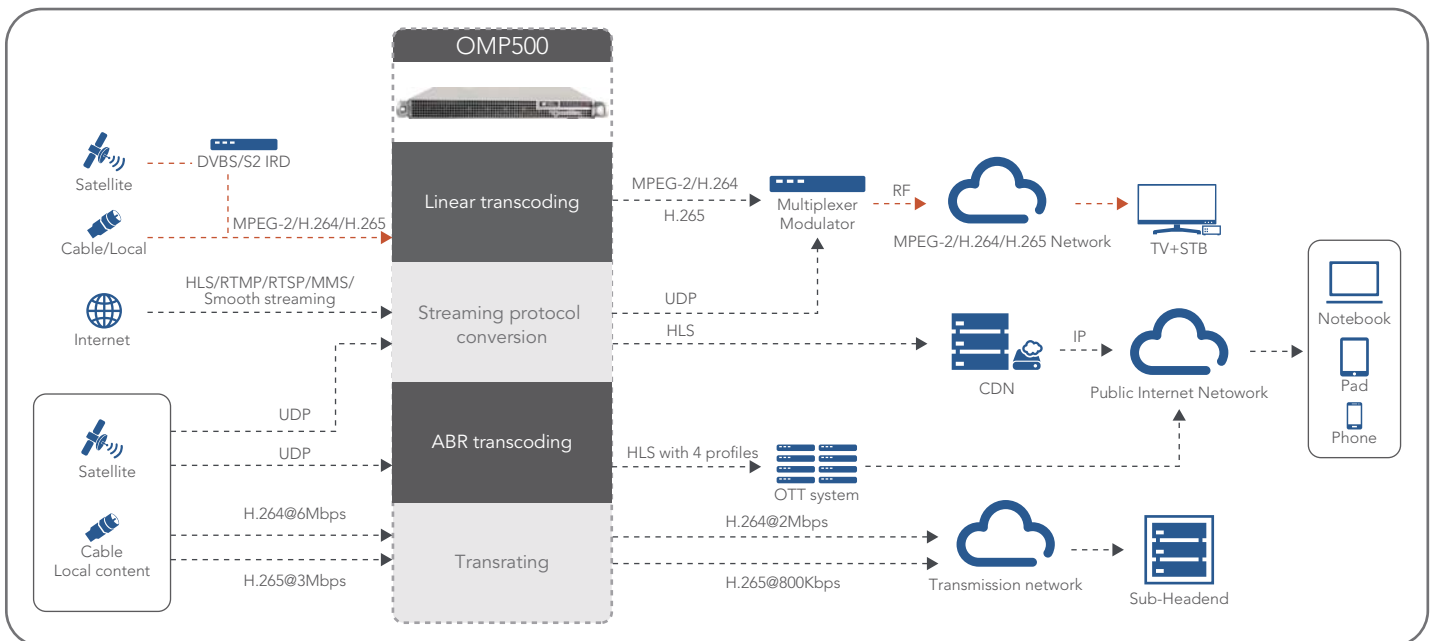 OMP500
Satellite
DVBS/S2 IRD
Cable/Local
MPEG-2/H.264/H.265
Linear transcoding
MPEG-2/H.264
H.265
Multiplexer
Modulator
RF
MPEG-2/H.264/H.265 Network
TV+STB
HLS/RTMP/RTSP/MMS/
Smooth streaming
Internet
Streaming protocol
conversion
UDP
HLS
CDN
IP
Public Internet Netowork
Notebook
Pad
Phone
Satellite
UDP
UDP
ABR transcoding
HLS with 4 profiles
OTT system
Cable
Local content
H.264@6Mbps
H.265@3Mbps
Transrating
H.264@2Mbps
H.265@800Kbps
Transmission network
Sub-Headend